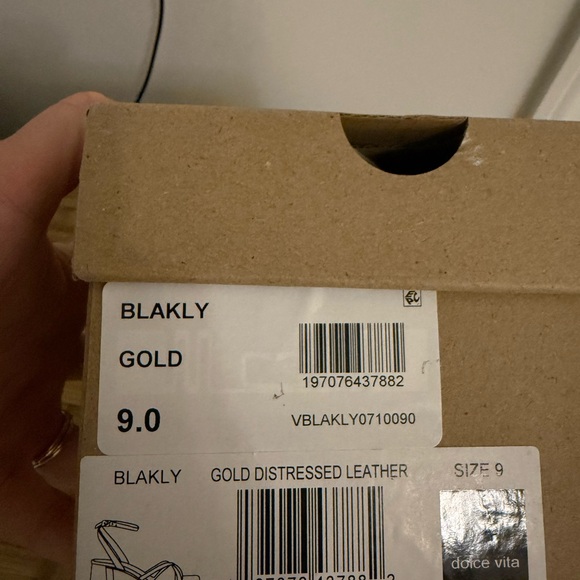 BLAKLY
GOLD
197076437882
9.0
VBLAKLY0710090
BLAKLY GOLD DISTRESSED LEATHER SIZE 9
dolce vita